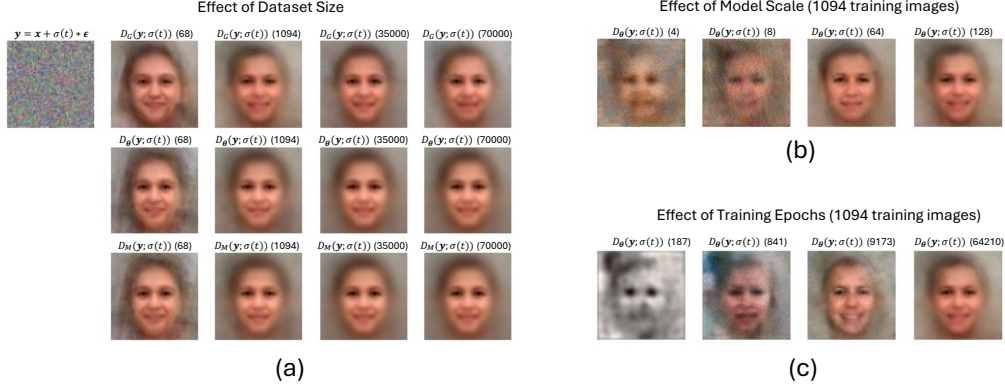 Effect of Dataset Size
y = x + σ(t) ∗ ϵ
D_G(y; σ(t)) (68) D_G(y; σ(t)) (1094) D_G(y; σ(t)) (35000) D_G(y; σ(t)) (70000)
D_θ(y; σ(t)) (68) D_θ(y; σ(t)) (1094) D_θ(y; σ(t)) (35000) D_θ(y; σ(t)) (70000)
D_M(y; σ(t)) (68) D_M(y; σ(t)) (1094) D_M(y; σ(t)) (35000) D_M(y; σ(t)) (70000)
(a)
Effect of Model Scale (1094 training images)
D_θ(y; σ(t)) (4) D_θ(y; σ(t)) (8) D_θ(y; σ(t)) (64) D_θ(y; σ(t)) (128)
(b)
Effect of Training Epochs (1094 training images)
D_θ(y; σ(t)) (187) D_θ(y; σ(t)) (841) D_θ(y; σ(t)) (9173) D_θ(y; σ(t)) (64210)
(c)